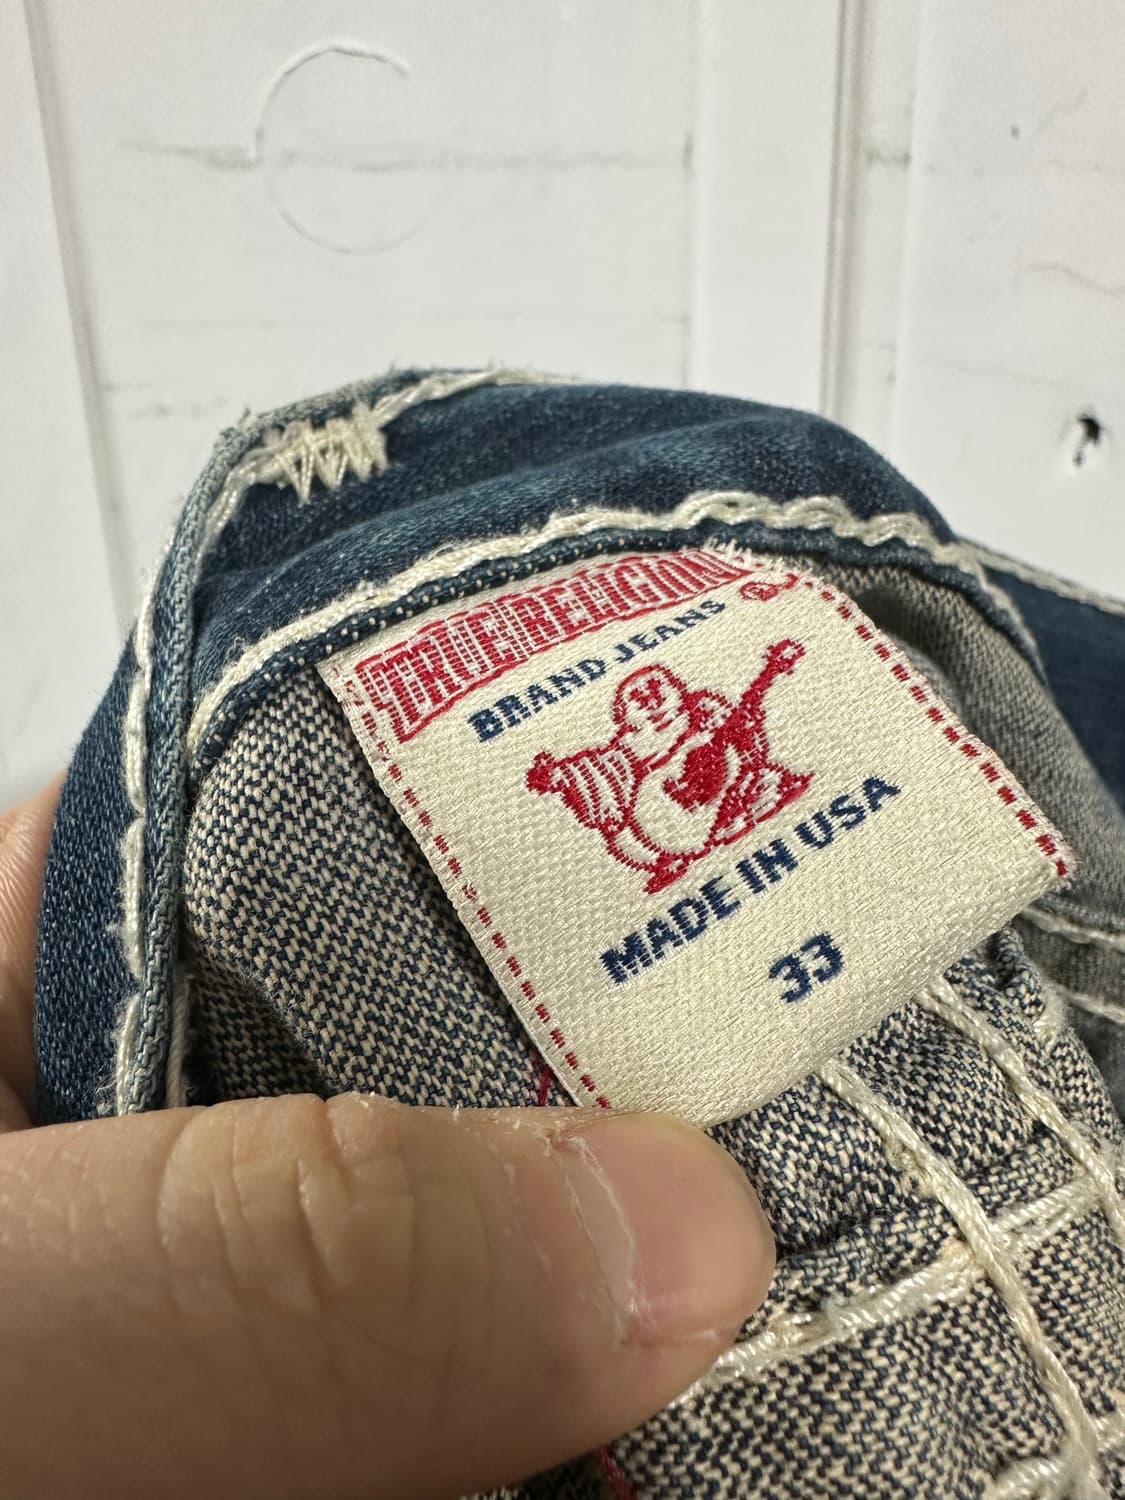 TRUE RELIGION
BRAND JEANS
MADE IN USA
33